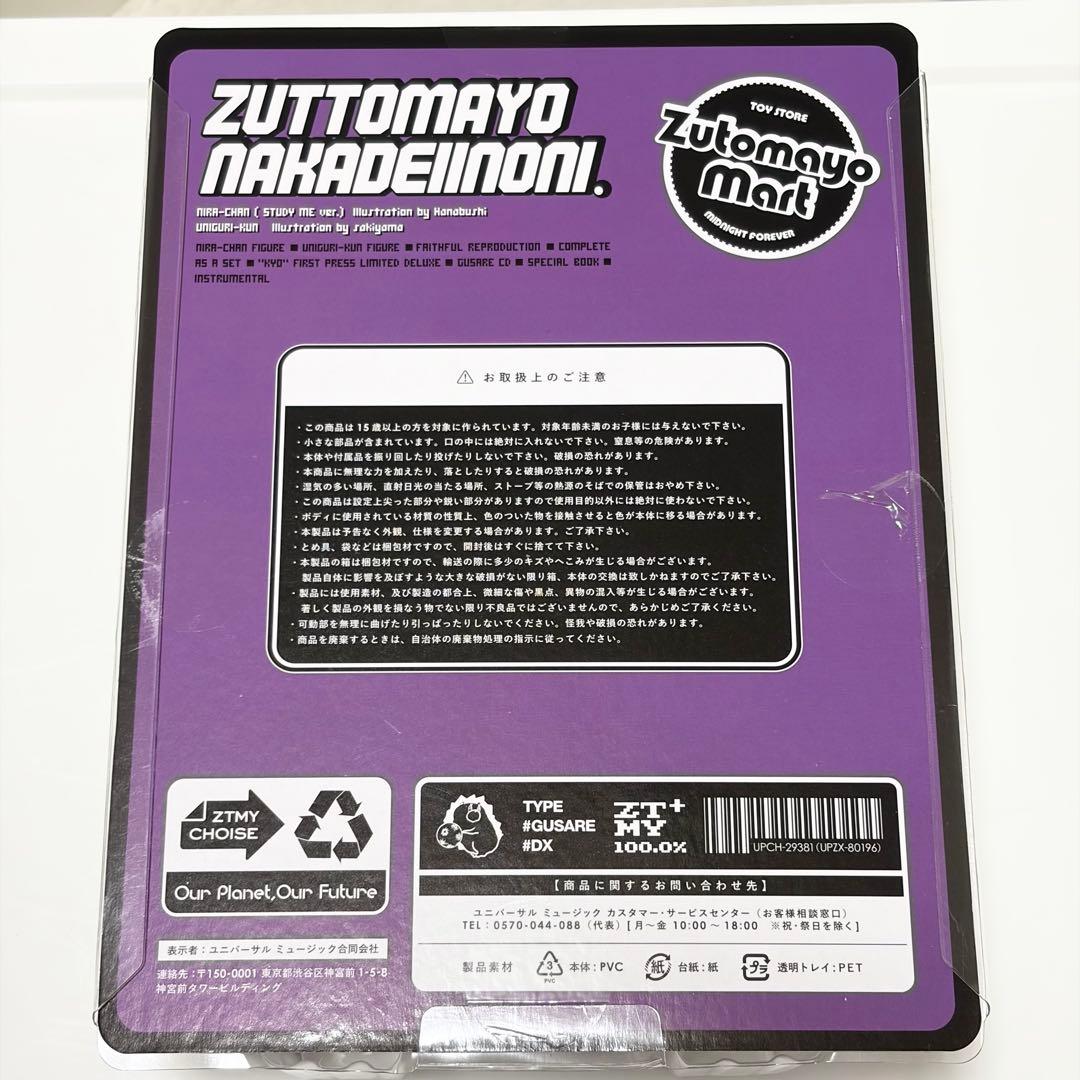 ZUTTOMAYO
NAKADEIINONI.
TOY STORE
Zutomayo
Mart
MIDNIGHT FOREVER
NIRA-CHAN ( STUDY ME ver.) Illustration by Hanabushi
UNIGURI-KUN Illustration by sakiyama
NIRA-CHAN FIGURE ■ UNIGURI-KUN FIGURE ■ FAITHFUL REPRODUCTION ■ COMPLETE
AS A SET ■ "KYO" FIRST PRESS LIMITED DELUXE ■ GUSARE CD ■ SPECIAL BOOK ■
INSTRUMENTAL
お取扱上のご注意
・この商品は15歳以上の方を対象に作られています。対象年齢未満のお子様には与えないで下さい。
・小さな部品が含まれています。口の中には絶対に入れないで下さい。窒息等の危険があります。
・本体や付属品を振り回したり投げたりしないで下さい。破損の恐れがあります。
・本商品に無理な力を加えたり、落としたりすると破損の恐れがあります。
・湿気の多い場所、直射日光の当たる場所、ストーブ等の熱源のそばでの保管はおやめ下さい。
・この商品は設定上尖った部分や鋭い部分がありますので使用目的以外には絶対に使わないで下さい。
・ボディに使用されている材質の性質上、色のついた物を接触させると色が本体に移る場合があります。
・本製品は予告なく外観、仕様を変更する場合があります。ご了承下さい。
・とめ具、袋などは梱包材ですので、開封後はすぐに捨てて下さい。
・本製品の箱は梱包材ですので、輸送の際に多少のキズやへこみが生じる場合がございます。
製品自体に影響を及ぼすような大きな破損がない限り箱、本体の交換は致しかねますのでご了承下さい。
・製品には使用素材、及び製造の都合上、微細な傷や黒点、異物の混入等が生じる場合がございます。
著しく製品の外観を損なう物でない限り不良品ではございませんので、あらかじめご了承ください。
・可動部を無理に曲げたり引っぱったりしないでください。怪我や破損の恐れがあります。
・商品を廃棄するときは、自治体の廃棄物処理の指示に従ってください。
ZTMY
CHOISE
Our Planet,Our Future
表示者：ユニバーサル ミュージック合同会社
連絡先：〒150-0001 東京都渋谷区神宮前 1-5-8
神宮前タワービルディング
TYPE
#GUSARE
#DX
ZT+
MY
100.0%
UPCH-29381 (UPZX-80196)
【商品に関するお問い合わせ先】
ユニバーサル ミュージック カスタマー・サービスセンター（お客様相談窓口）
TEL：0570-044-088（代表）[月～金 10:00～18:00 ※祝・祭日を除く]
製品素材 3 PVC 本体：PVC 紙 台紙：紙 プラ 透明トレイ：PET